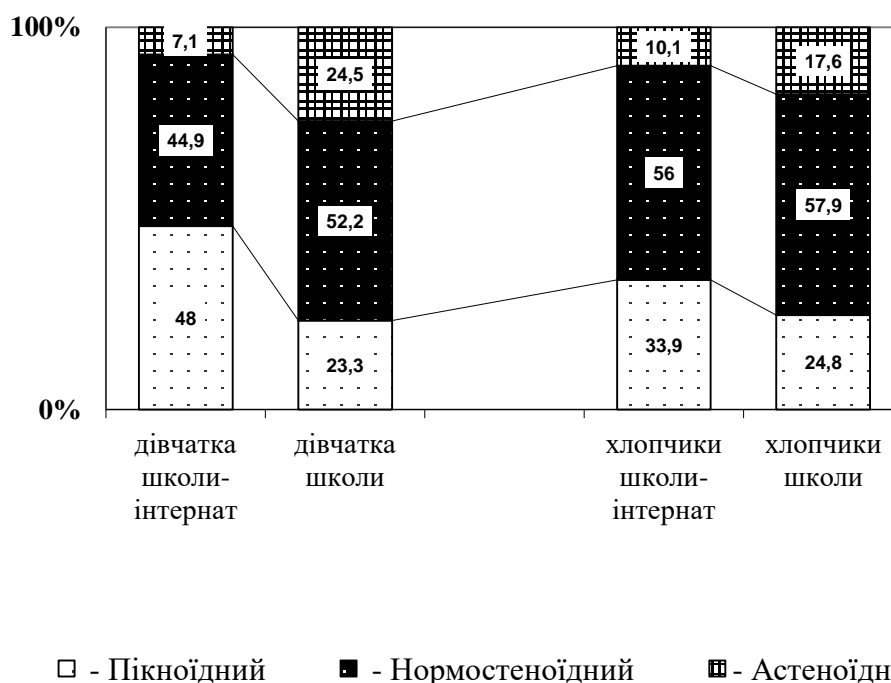 100%
7,1
24,5
10,1
17,6
44,9
52,2
56
57,9
48
23,3
33,9
24,8
0%
дівчатка
школи-
інтернат
дівчатка
школи
хлопчики
школи-
інтернат
хлопчики
школи
- Пікноїдний
- Нормостеноїдний
- Астеноїдн